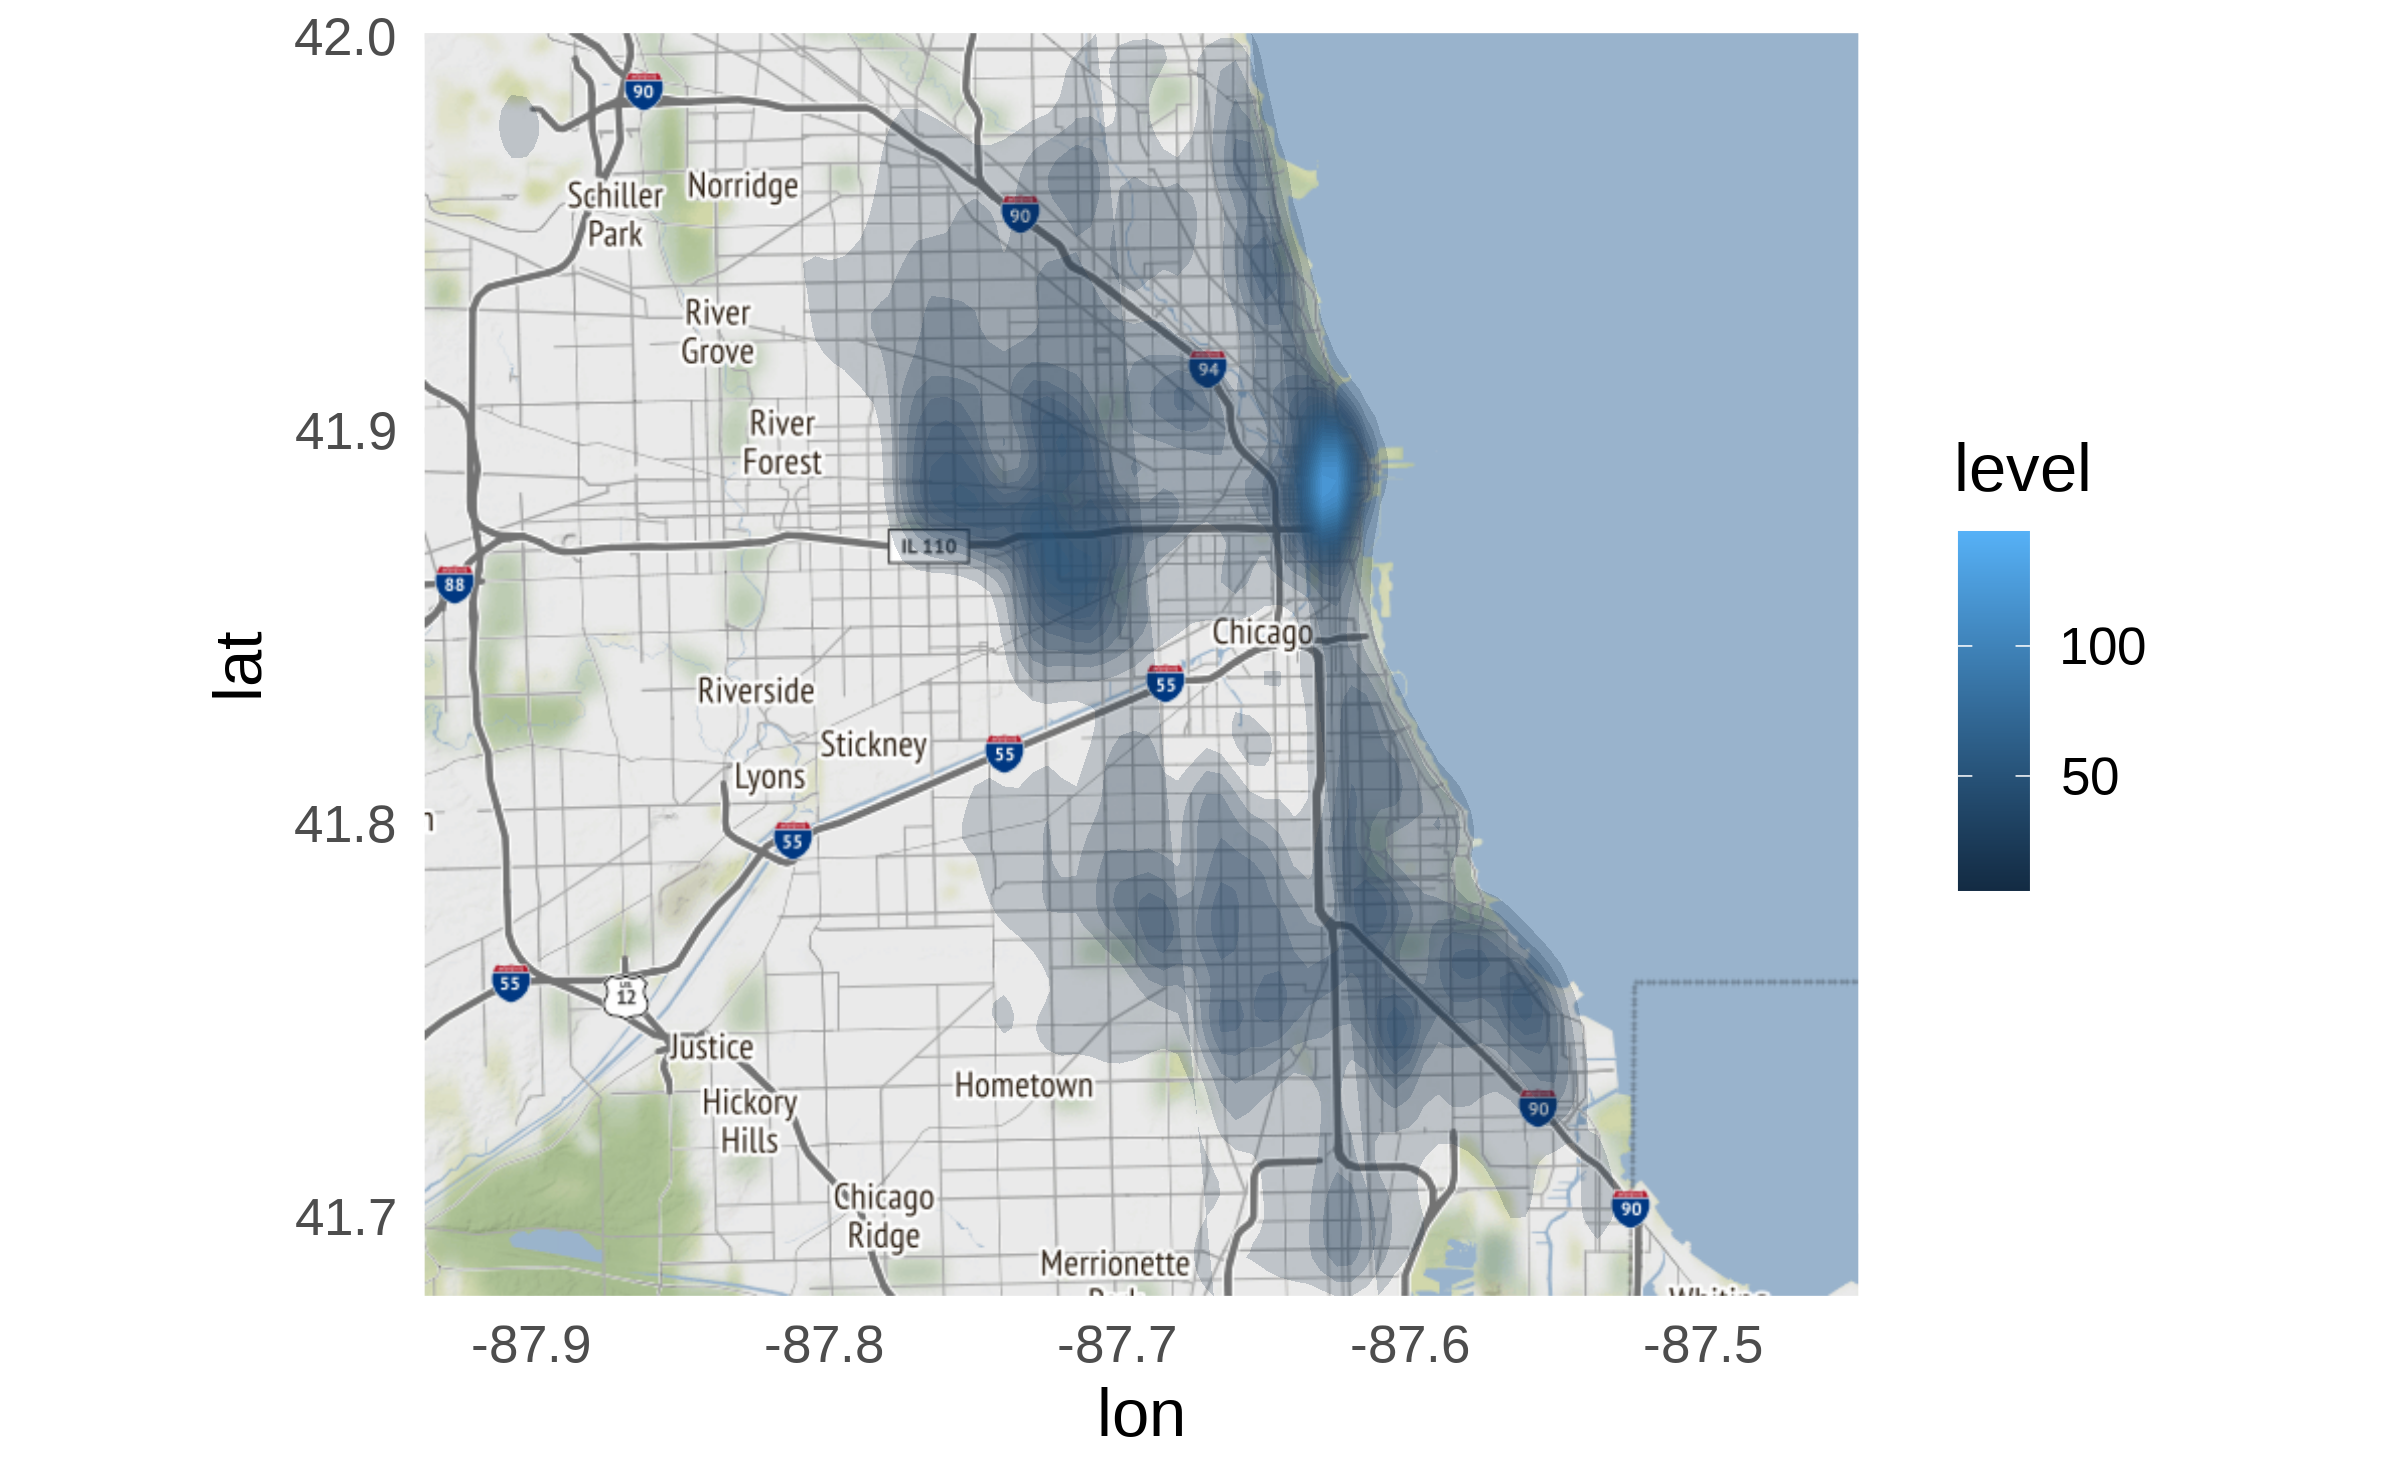 42.0
41.9
41.8
41.7
lat
-87.9
-87.8
-87.7
-87.6
-87.5
lon
level
100
50
90
Schiller
Park
Norridge
90
River
Grove
94
River
Forest
IL 110
88
Chicago
55
Riverside
Stickney
55
Lyons
55
55
12
Justice
Hometown
Hickory
Hills
90
Chicago
Ridge
90
Merrionette